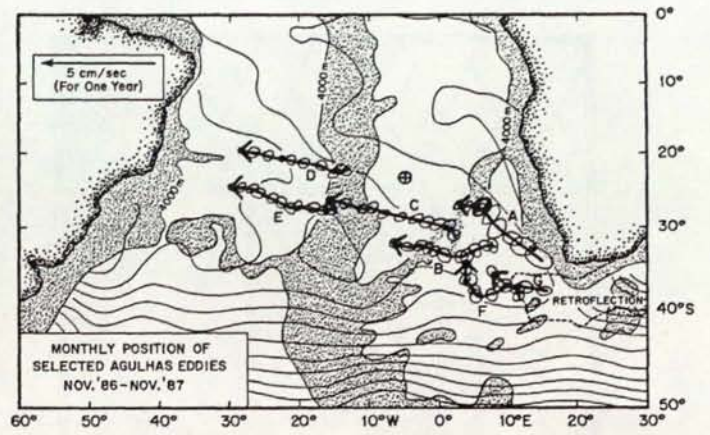 5 cm/sec
(For One Year)
4000 m
4000 m
4000 m
0°
10°
20°
30°
40°S
50°
A
B
C
D
E
F
G
RETROFLECTION
MONTHLY POSITION OF
SELECTED AGULHAS EDDIES
NOV. '86-NOV. '87
60° 50° 40° 30° 20° 10°W 0° 10°E 20° 30°